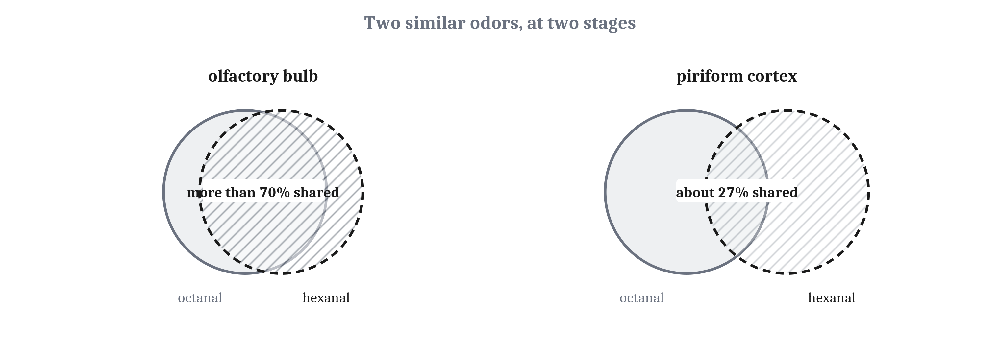 Two similar odors, at two stages
olfactory bulb
piriform cortex
more than 70% shared
about 27% shared
octanal
hexanal
octanal
hexanal